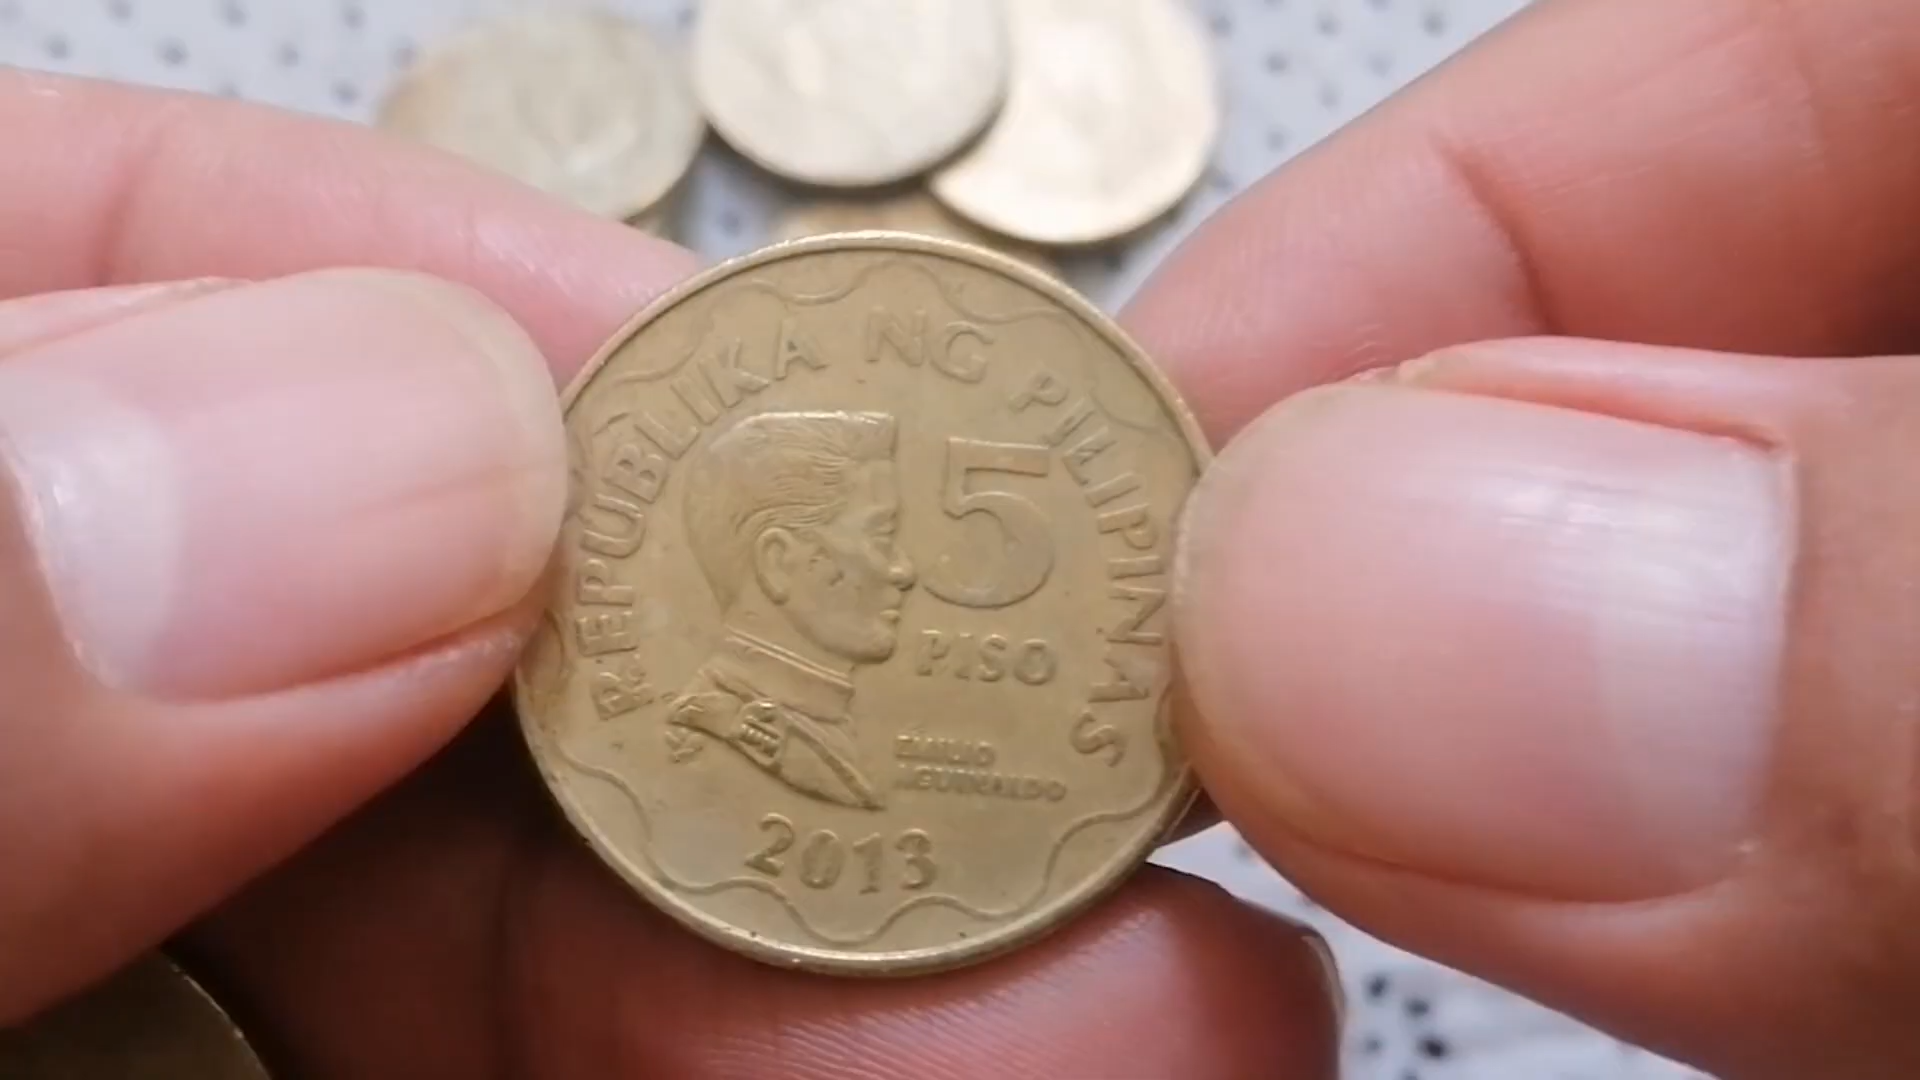 REPUBLIKA NG PILIPINAS
5
PISO
EMILIO
AGUINALDO
2013